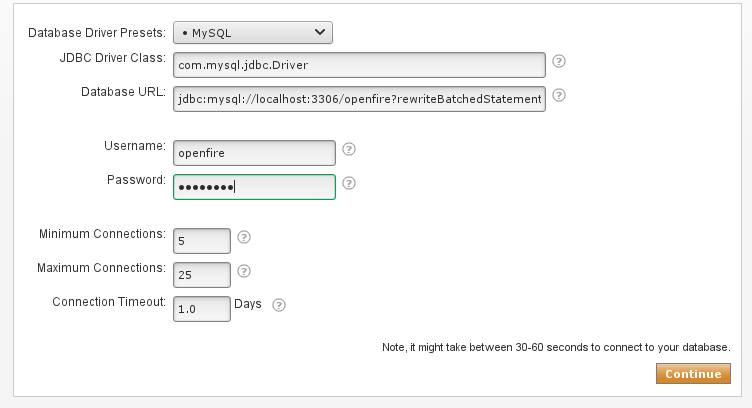 Database Driver Presets: • MySQL
JDBC Driver Class: com.mysql.jdbc.Driver ?
Database URL: jdbc:mysql://localhost:3306/openfire?rewriteBatchedStatement ?
Username: openfire ?
Password: •••••••• ?
Minimum Connections: 5 ?
Maximum Connections: 25 ?
Connection Timeout: 1.0 Days ?
Note, it might take between 30-60 seconds to connect to your database.
Continue